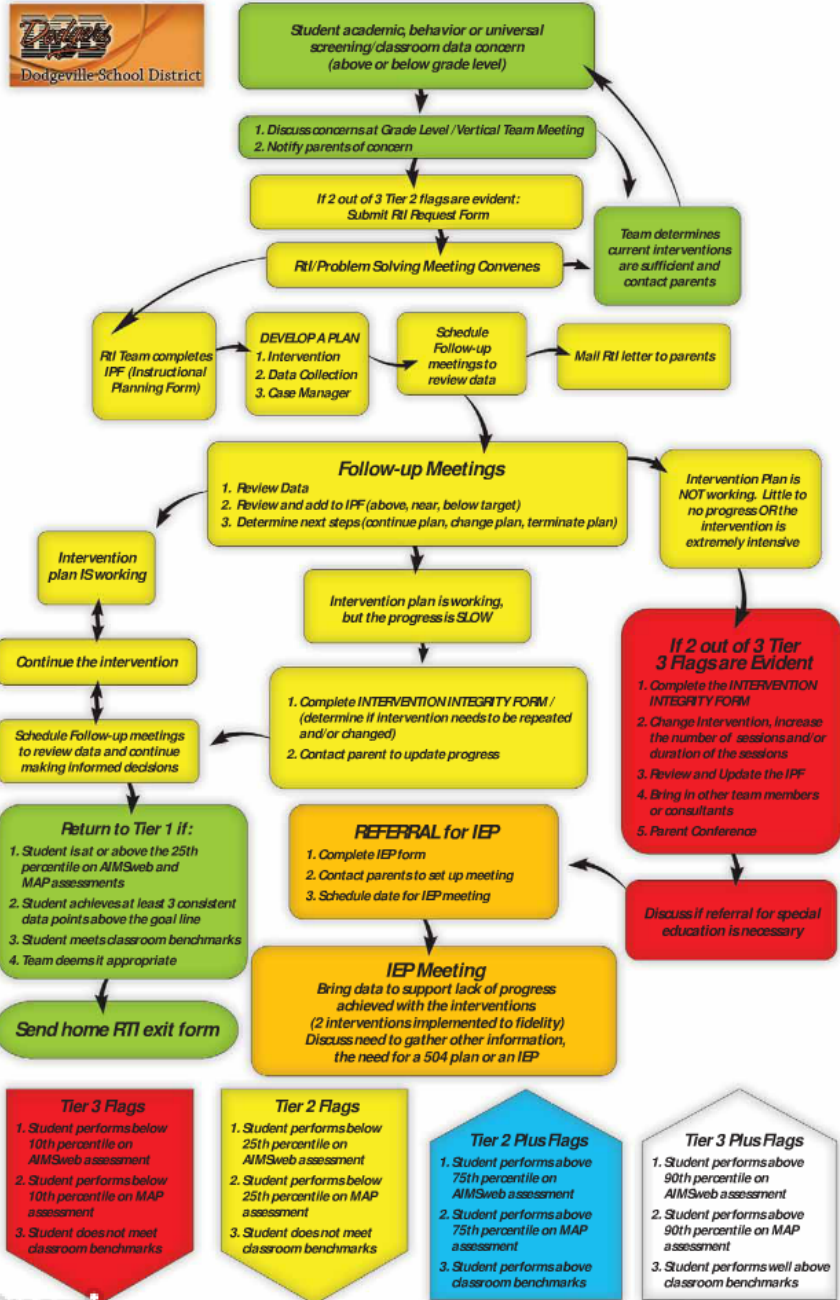 Dodgers
Dodgeville School District
Student academic, behavior or universal
screening/classroom data concern
(above or below grade level)
1. Discuss concerns at Grade Level / Vertical Team Meeting
2. Notify parents of concern
If 2 out of 3 Tier 2 flags are evident:
Submit RtI Request Form
Team determines
current interventions
are sufficient and
contact parents
RtI/Problem Solving Meeting Convenes
RtI Team completes
IPF (Instructional
Planning Form)
DEVELOP A PLAN
1. Intervention
2. Data Collection
3. Case Manager
Schedule
Follow-up
meetings to
review data
Mail RtI letter to parents
Follow-up Meetings
1. Review Data
2. Review and add to IPF (above, near, below target)
3. Determine next steps (continue plan, change plan, terminate plan)
Intervention Plan is
NOT working. Little to
no progress OR the
intervention is
extremely intensive
Intervention
plan IS working
Intervention plan is working,
but the progress is SLOW
Continue the intervention
If 2 out of 3 Tier
3 Flags are Evident
1. Complete the INTERVENTION
INTEGRITY FORM
2. Change Intervention, increase
the number of sessions and/or
duration of the sessions
3. Review and Update the IPF
4. Bring in other team members
or consultants
5. Parent Conference
1. Complete INTERVENTION INTEGRITY FORM /
(determine if intervention needs to be repeated
and/or changed)
2. Contact parent to update progress
Schedule Follow-up meetings
to review data and continue
making informed decisions
Return to Tier 1 if:
1. Student is at or above the 25th
percentile on AIMSweb and
MAP assessments
2. Student achieves at least 3 consistent
data points above the goal line
3. Student meets classroom benchmarks
4. Team deems it appropriate
REFERRAL for IEP
1. Complete IEP form
2. Contact parents to set up meeting
3. Schedule date for IEP meeting
Discuss if referral for special
education is necessary
IEP Meeting
Bring data to support lack of progress
achieved with the interventions
(2 interventions implemented to fidelity)
Discuss need to gather other information,
the need for a 504 plan or an IEP
Send home RTI exit form
Tier 3 Flags
1. Student performs below
10th percentile on
AIMSweb assessment
2. Student performs below
10th percentile on MAP
assessment
3. Student does not meet
classroom benchmarks
Tier 2 Flags
1. Student performs below
25th percentile on
AIMSweb assessment
2. Student performs below
25th percentile on MAP
assessment
3. Student does not meet
classroom benchmarks
Tier 2 Plus Flags
1. Student performs above
75th percentile on
AIMSweb assessment
2. Student performs above
75th percentile on MAP
assessment
3. Student performs above
classroom benchmarks
Tier 3 Plus Flags
1. Student performs above
90th percentile on
AIMSweb assessment
2. Student performs above
90th percentile on MAP
assessment
3. Student performs well above
classroom benchmarks